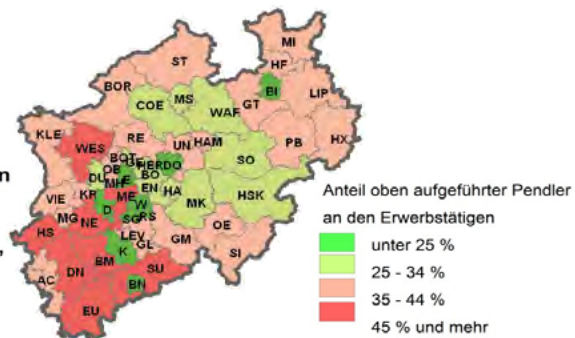 MI
ST
HF
BOR
BI
LIP
COE
MS
WAF
GT
KLE
RE
HX
WES
BOT
UN
HAM
PB
HER
DO
SO
OB
DU
MH
E
BO
EN
HA
KR
ME
W
MK
HSK
VIE
D
MG
NE
SG
RS
OE
HS
LEV
GL
GM
K
SI
BM
SU
AC
DN
BN
EU
n
,
Anteil oben aufgeführter Pendler
an den Erwerbstätigen
unter 25 %
25 - 34 %
35 - 44 %
45 % und mehr